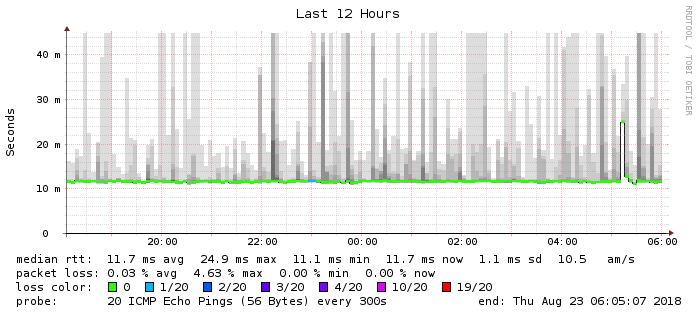 Last 12 Hours
RRDTOOL / TOBI OETIKER
Seconds
40 m
30 m
20 m
10 m
0
20:00 22:00 00:00 02:00 04:00 06:00
median rtt: 11.7 ms avg 24.9 ms max 11.1 ms min 11.7 ms now 1.1 ms sd 10.5 am/s
packet loss: 0.03 % avg 4.63 % max 0.00 % min 0.00 % now
loss color: 0 1/20 2/20 3/20 4/20 10/20 19/20
probe: 20 ICMP Echo Pings (56 Bytes) every 300s end: Thu Aug 23 06:05:07 2018